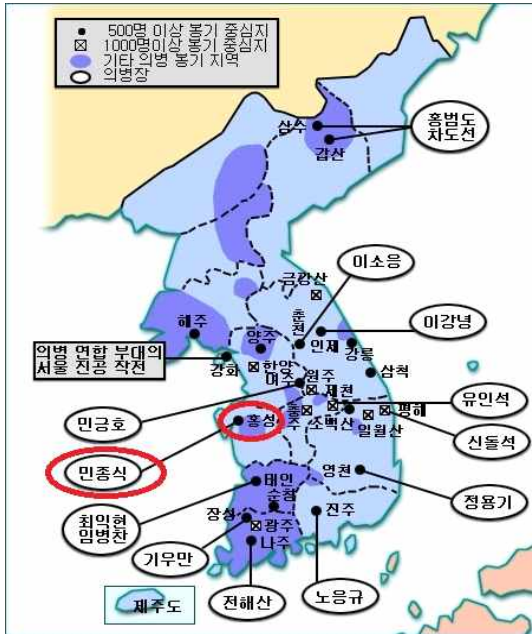 500명 이상 봉기 중심지
1000명이상 봉기 중심지
기타 의병 봉기 지역
의병장
홍범도
차도선
삼수
갑산
이소응
금강산
춘천
인제
이강년
강릉
해주
양주
의병 연합 부대의
서울 진공 작전
강화
한양
여주
원주
삼척
제천
유인석
민긍호
홍성
충주
소백산
평해
일월산
신돌석
민종식
영천
태인
순창
정용기
최익현
임병찬
장성
진주
광주
기우만
나주
제주도
전해산
노응규